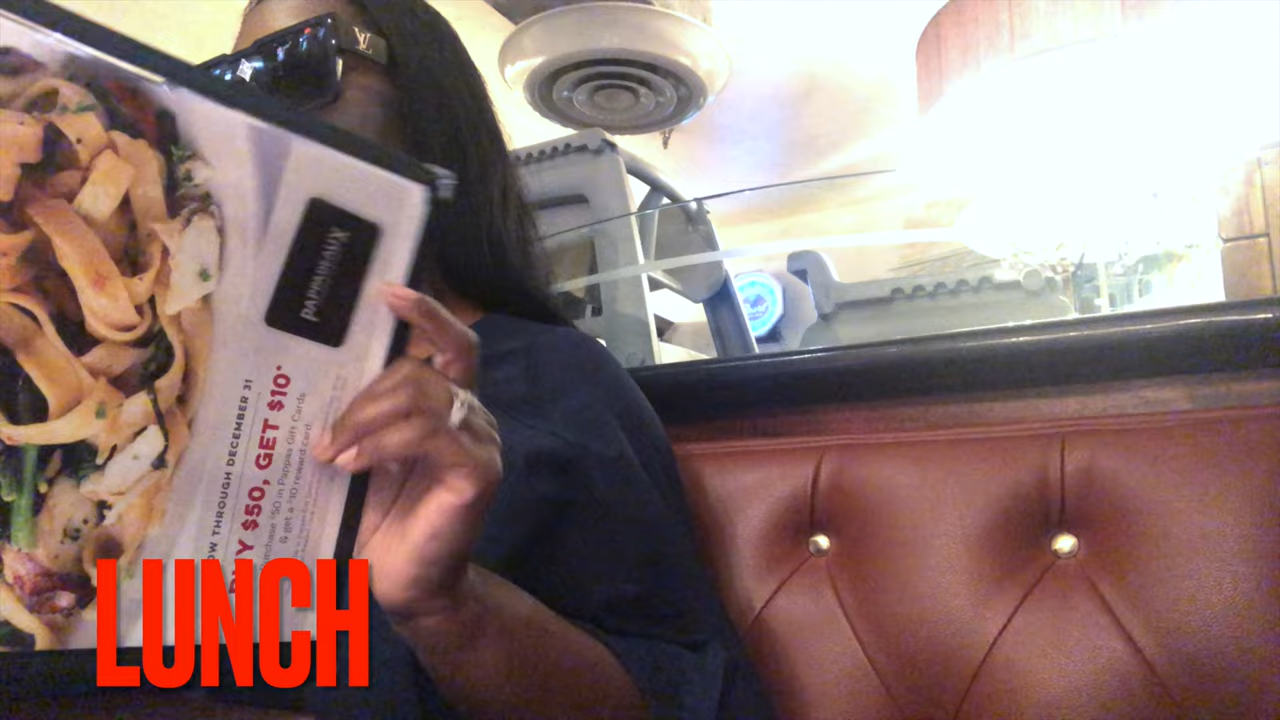 PAPPADEAUX
NOW THROUGH DECEMBER 31
BUY $50, GET $10*
Purchase $50 in Pappas Gift Cards
& get a $10 reward card.
LUNCH